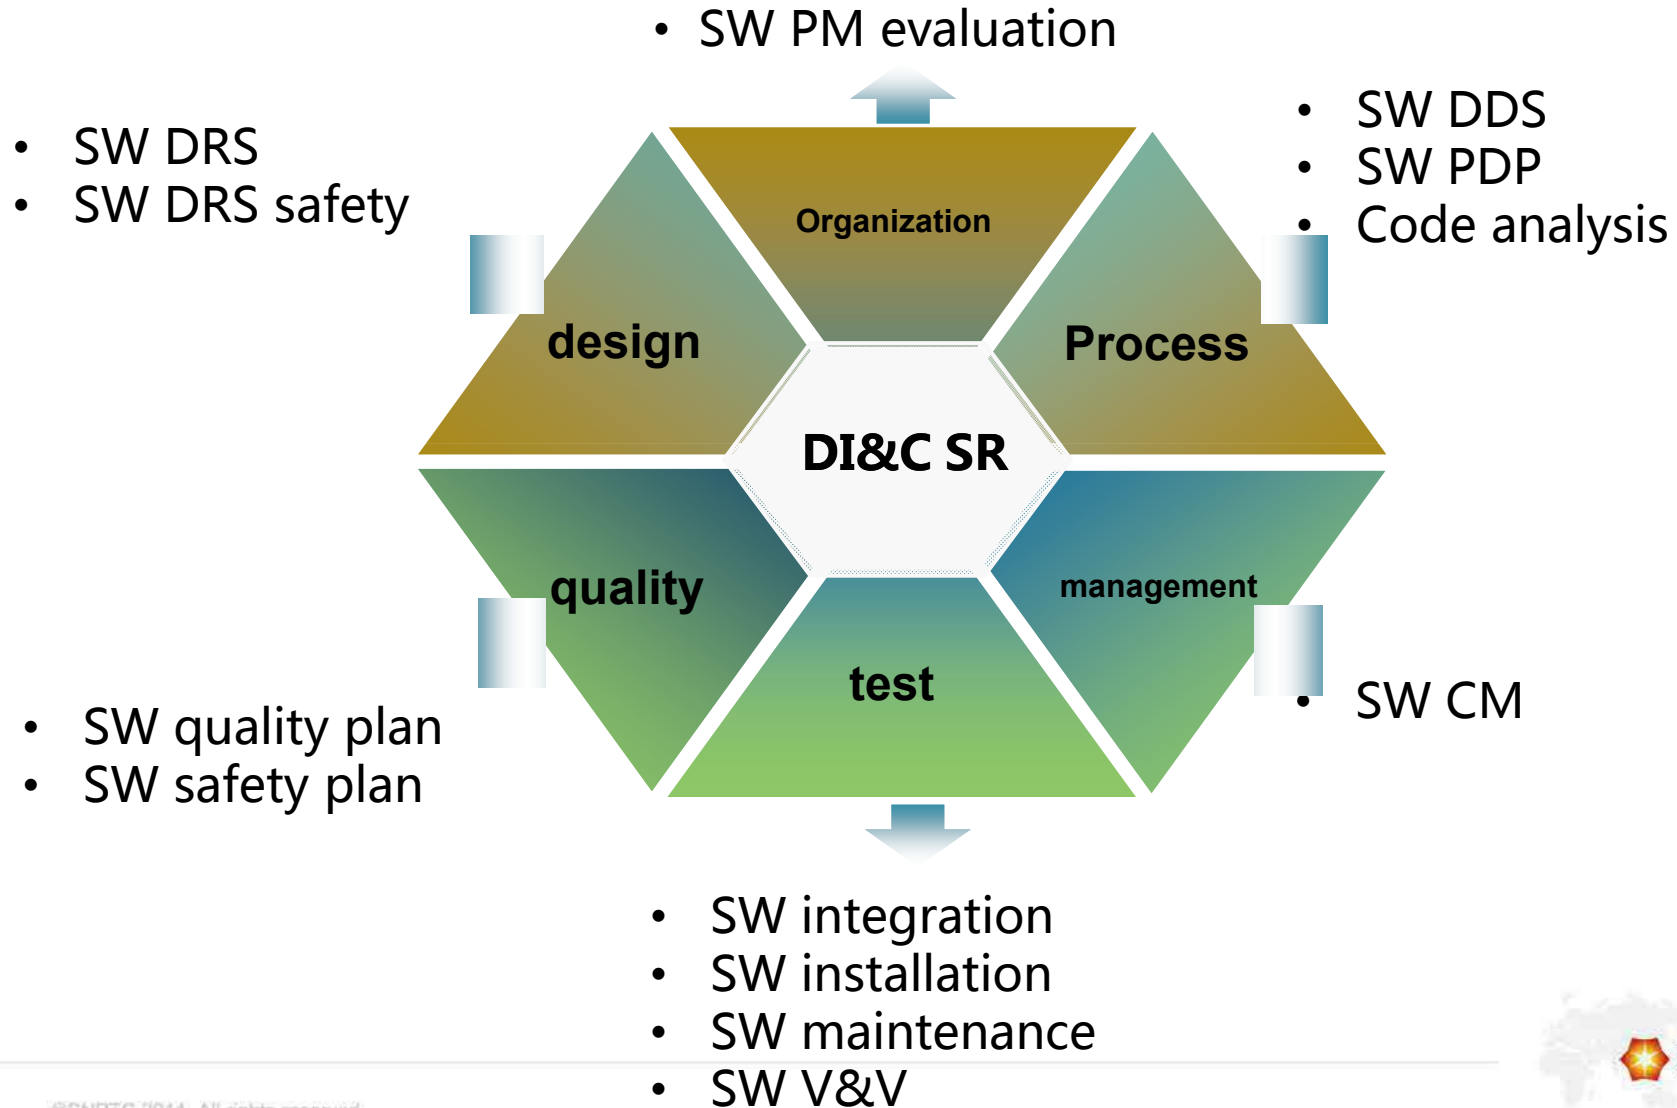 • SW PM evaluation
• SW DRS
• SW DRS safety
• SW DDS
• SW PDP
• Code analysis
Organization
design
Process
DI&C SR
quality
management
test
• SW quality plan
• SW safety plan
• SW CM
• SW integration
• SW installation
• SW maintenance
• SW V&V